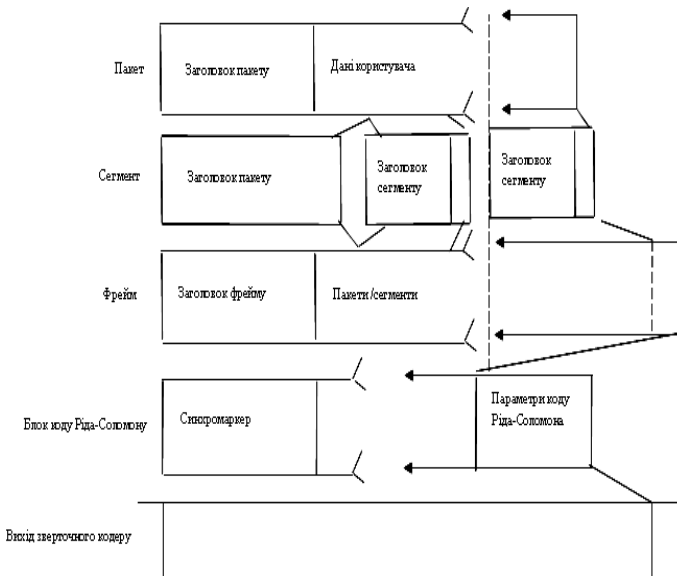 Пакет
Заголовок пакету
Дані користувача
Сегмент
Заголовок пакету
Заголовок
сегменту
Заголовок
сегменту
Фрейм
Заголовок фрейму
Пакети /сегменти
Блок коду Ріда-Соломону
Синхромаркер
Параметри коду
Ріда-Соломона
Вихід зверточного кодеру